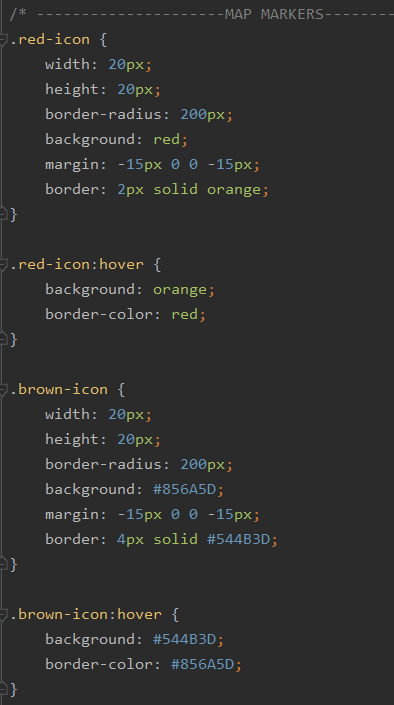 /* ---------------------MAP MARKERS--------
.red-icon {
    width: 20px;
    height: 20px;
    border-radius: 200px;
    background: red;
    margin: -15px 0 0 -15px;
    border: 2px solid orange;
}

.red-icon:hover {
    background: orange;
    border-color: red;
}

.brown-icon {
    width: 20px;
    height: 20px;
    border-radius: 200px;
    background: #856A5D;
    margin: -15px 0 0 -15px;
    border: 4px solid #544B3D;
}

.brown-icon:hover {
    background: #544B3D;
    border-color: #856A5D;
}